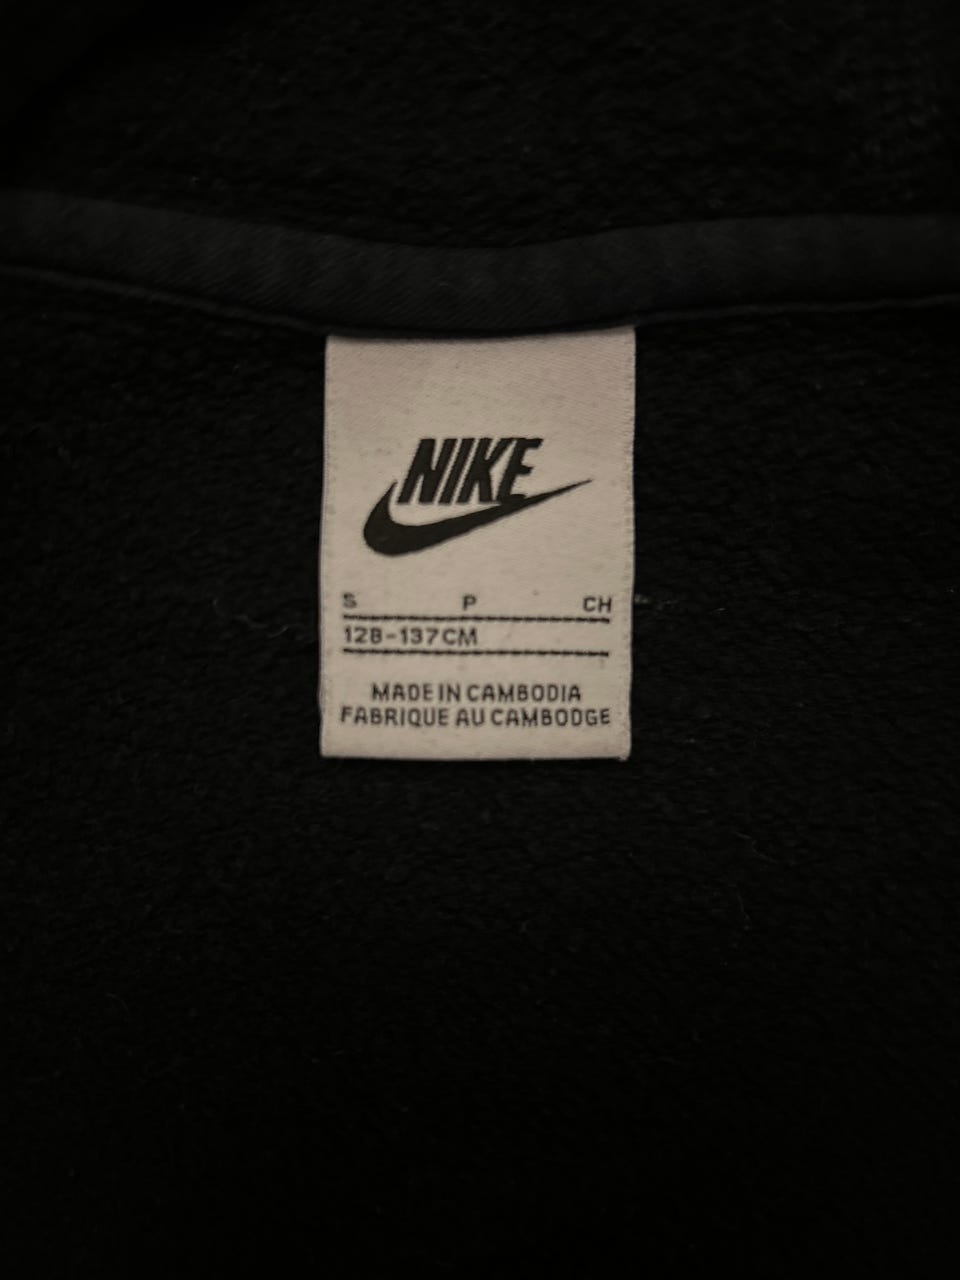 NIKE
S P CH
128-137CM
MADE IN CAMBODIA
FABRIQUE AU CAMBODGE